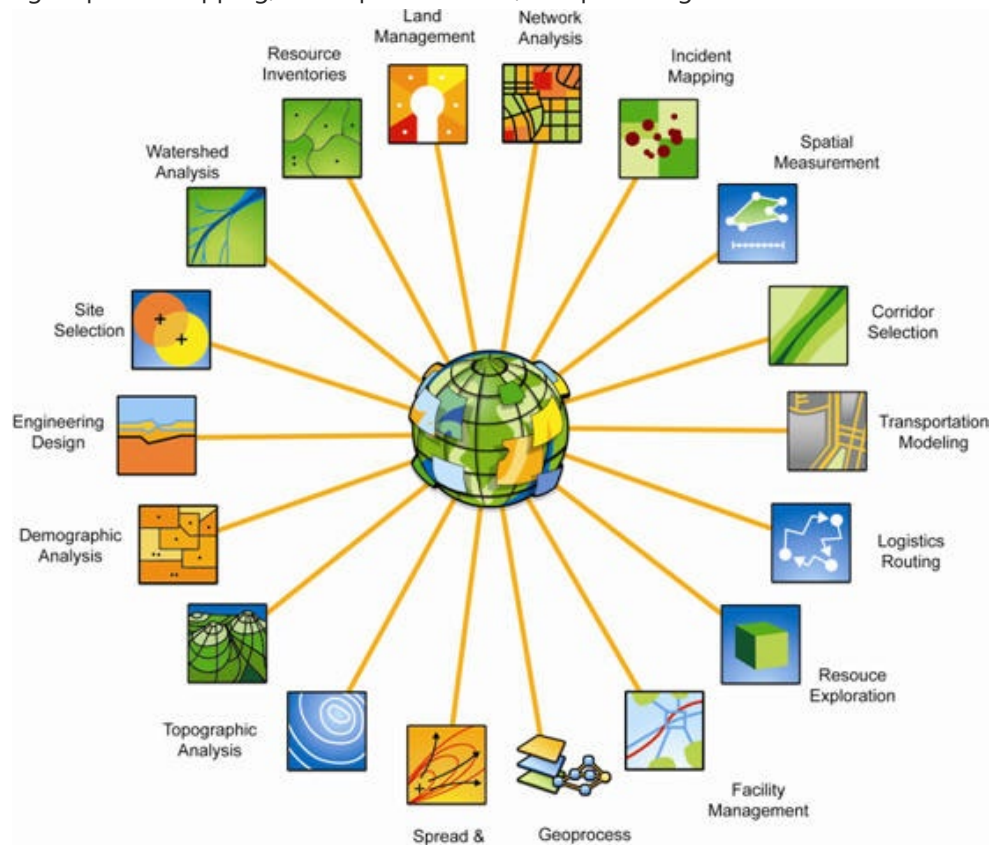 Land
Management
Network
Analysis
Resource
Inventories
Incident
Mapping
Watershed
Analysis
Spatial
Measurement
Site
Selection
Corridor
Selection
Engineering
Design
Transportation
Modeling
Demographic
Analysis
Logistics
Routing
Resouce
Exploration
Topographic
Analysis
Facility
Management
Spread &
Geoprocess